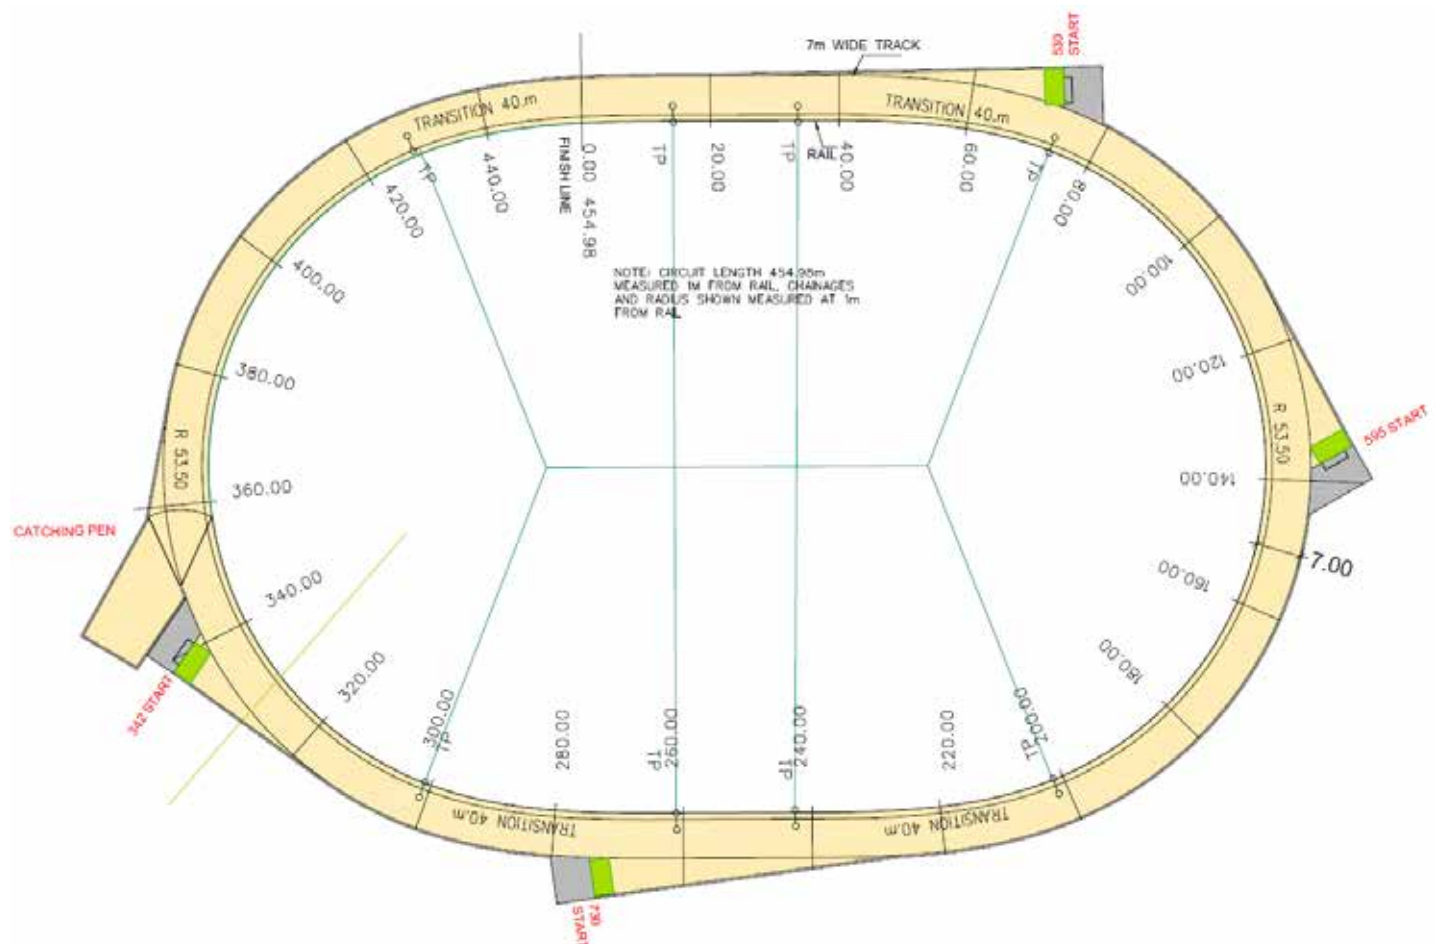 7m WIDE TRACK
530
START
TRANSITION 40.m
TRANSITION 40.m
RAIL
TP
TP
TP
TP
FINISH LINE
0.00 454.98
20.00
40.00
60.00
80.00
440.00
420.00
400.00
100.00
NOTE: CIRCUIT LENGTH 454.98m
MEASURED 1M FROM RAIL. CHAINAGES
AND RADIUS SHOWN MEASURED AT 1m
FROM RAIL
380.00
120.00
R 53.50
R 53.50
595 START
360.00
140.00
CATCHING PEN
7.00
340.00
160.00
320.00
180.00
342 START
300.00
TP
280.00
TP
260.00
TP
240.00
220.00
TP
200.00
TRANSITION 40.m
TRANSITION 40.m
730
START